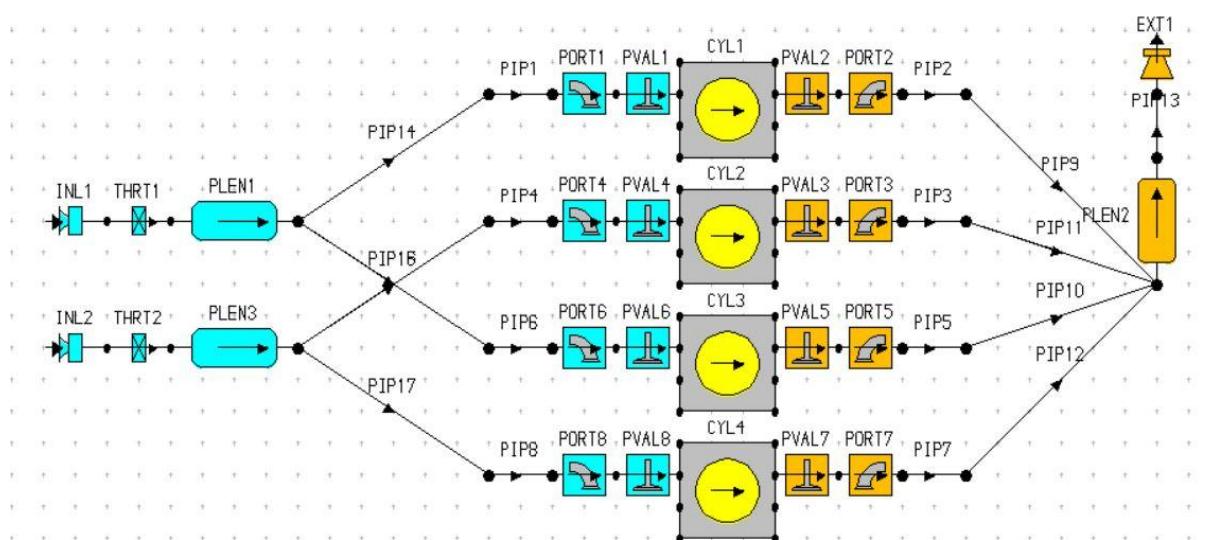 EXT1
CYL1
PORT1 PVAL1 PVAL2 PORT2
PIP1 PIP2
PIP13
PIP14
PIP9
INL1 THRT1 PLEN1
CYL2
PIP4 PORT4 PVAL4 PVAL3 PORT3 PIP3
PLEN2
PIP11
PIP16
PIP10
INL2 THRT2 PLEN3
CYL3
PIP6 PORT6 PVAL6 PVAL5 PORT5 PIP5
PIP12
PIP17
CYL4
PIP8 PORT8 PVAL8 PVAL7 PORT7 PIP7